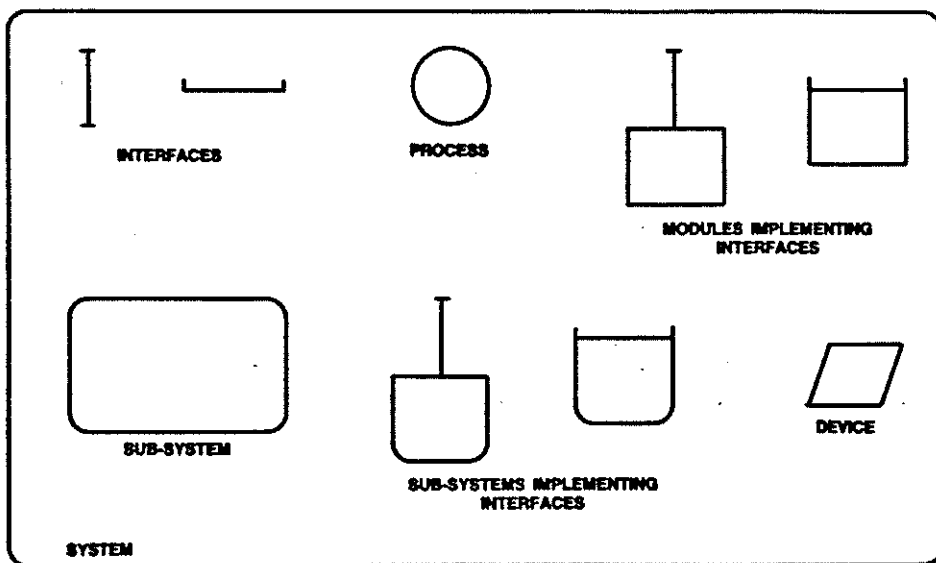 INTERFACES
PROCESS
MODULES IMPLEMENTING
INTERFACES
SUB-SYSTEM
SUB-SYSTEMS IMPLEMENTING
INTERFACES
DEVICE
SYSTEM